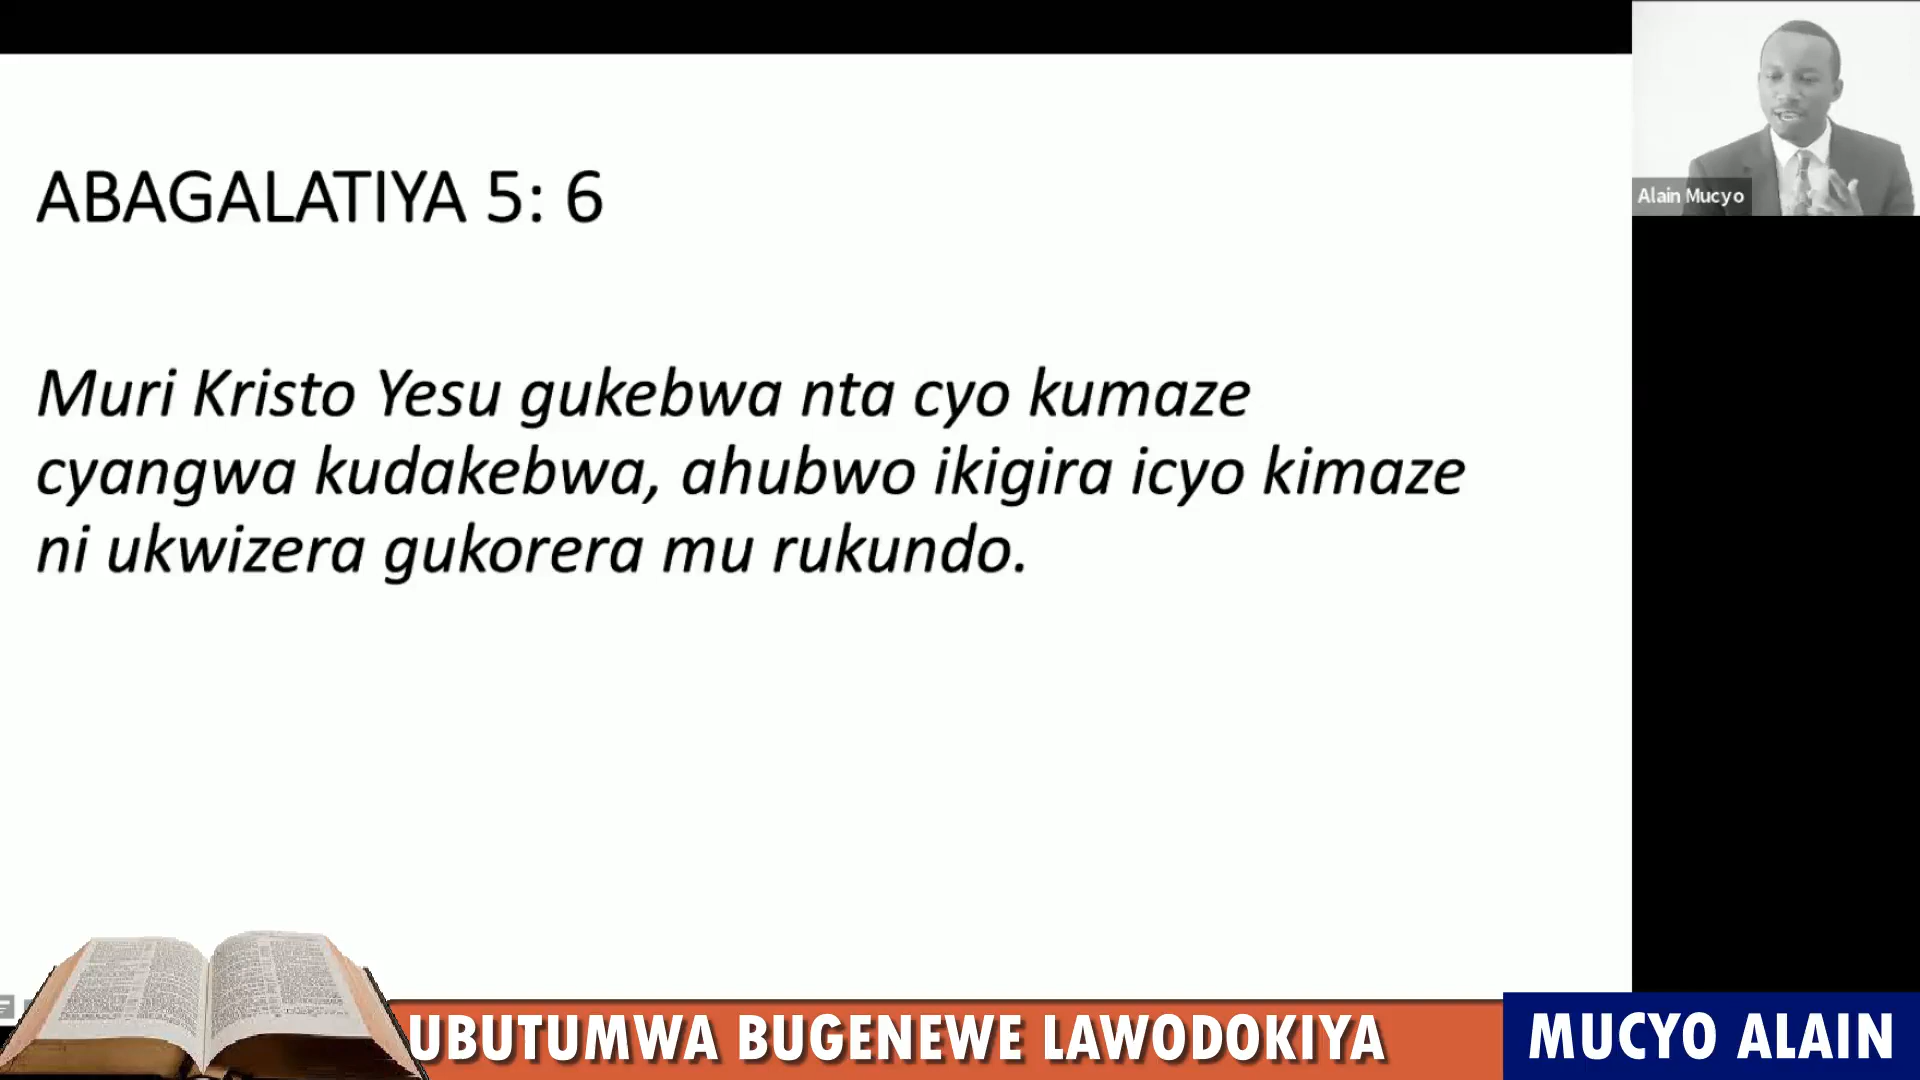 ABAGALATIYA 5: 6
Muri Kristo Yesu gukebwa nta cyo kumaze
cyangwa kudakebwa, ahubwo ikigira icyo kimaze
ni ukwizera gukorera mu rukundo.
Alain Mucyo
UBUTUMWA BUGENEWE LAWODOKIYA
MUCYO ALAIN